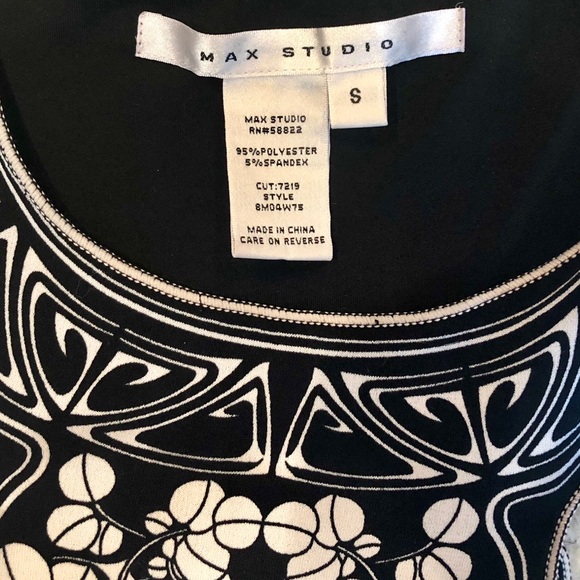 MAX STUDIO
S
MAX STUDIO
RN#58822
95%POLYESTER
5%SPANDEX
CUT:7219
STYLE
8M04W75
MADE IN CHINA
CARE ON REVERSE